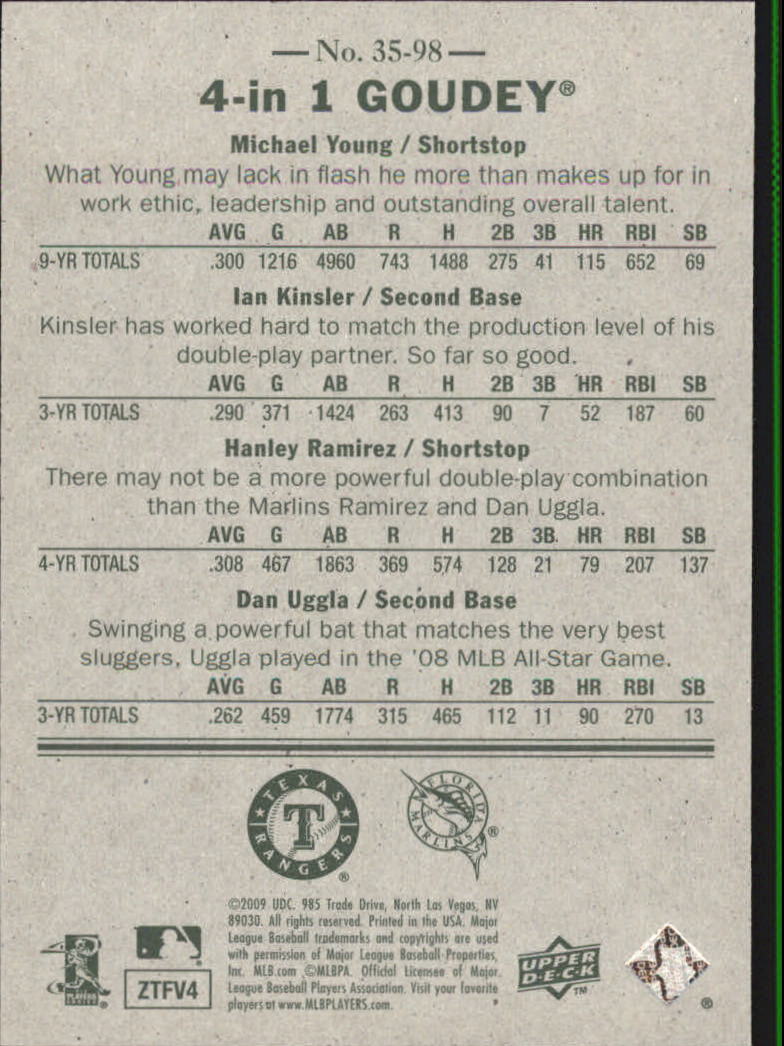 No. 35-98
4-in 1 GOUDEY®
Michael Young / Shortstop
What Young may lack in flash he more than makes up for in
work ethic, leadership and outstanding overall talent.
AVG G AB R H 2B 3B HR RBI SB
9-YR TOTALS .300 1216 4960 743 1488 275 41 115 652 69
Ian Kinsler / Second Base
Kinsler has worked hard to match the production level of his
double-play partner. So far so good.
AVG G AB R H 2B 3B HR RBI SB
3-YR TOTALS .290 371 1424 263 413 90 7 52 187 60
Hanley Ramirez / Shortstop
There may not be a more powerful double-play combination
than the Marlins Ramirez and Dan Uggla.
AVG G AB R H 2B 3B HR RBI SB
4-YR TOTALS .308 467 1863 369 574 128 21 79 207 137
Dan Uggla / Second Base
Swinging a powerful bat that matches the very best
sluggers, Uggla played in the '08 MLB All-Star Game.
AVG G AB R H 2B 3B HR RBI SB
3-YR TOTALS .262 459 1774 315 465 112 11 90 270 13
TEXAS
T
RANGERS
®
FLORIDA
MARLINS
®
©2009 UDC. 985 Trade Drive, North Las Vegas, NV
89030. All rights reserved. Printed in the USA. Major
League Baseball trademarks and copyrights are used
with permission of Major League Baseball Properties,
Inc. MLB.com ©MLBPA. Official Licensee of Major
League Baseball Players Association. Visit your favorite
players at www.MLBPLAYERS.com.
ZTFV4
UPPER
D·E·C·K
TM
®